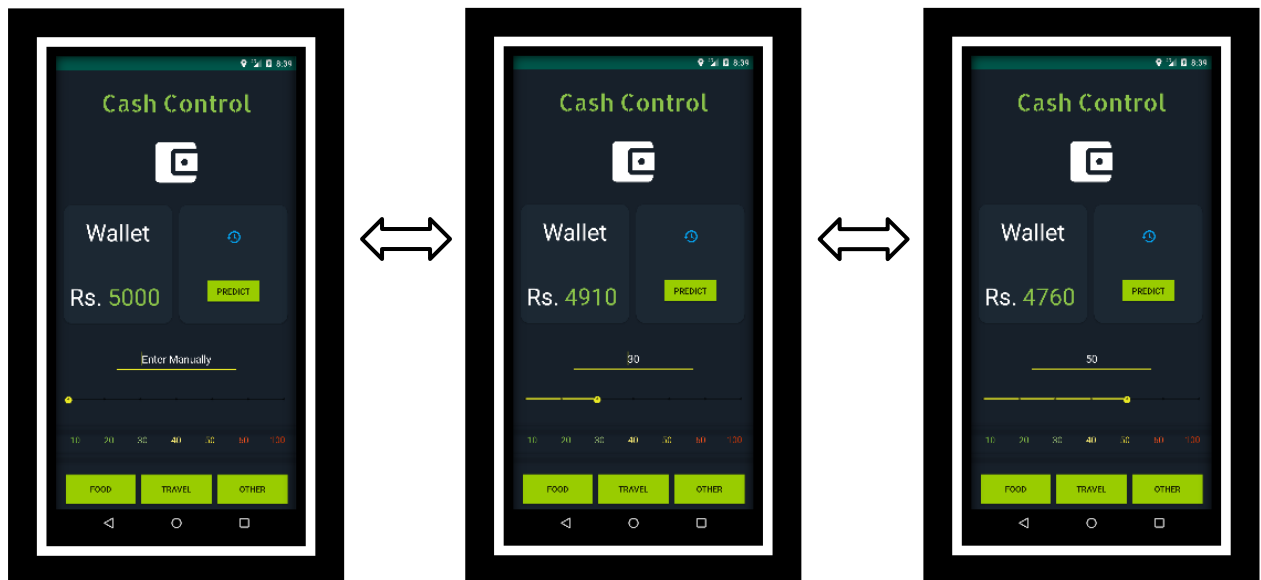 8:39
Cash Control
Wallet
Rs. 5000
PREDICT
Enter Manually
10 20 30 40 50 60 100
FOOD TRAVEL OTHER
8:39
Cash Control
Wallet
Rs. 4910
PREDICT
30
10 20 30 40 50 60 100
FOOD TRAVEL OTHER
8:39
Cash Control
Wallet
Rs. 4760
PREDICT
50
10 20 30 40 50 60 100
FOOD TRAVEL OTHER